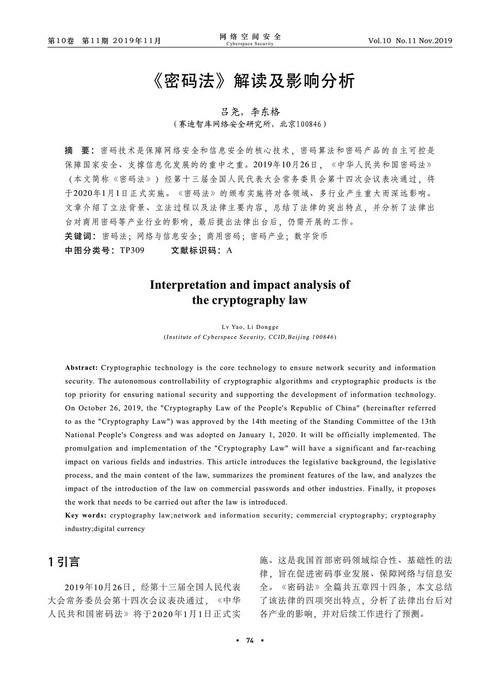 第10卷 第11期 2019年11月
网络空间安全
Cyberspace Security
Vol.10 No.11 Nov.2019
《密码法》解读及影响分析
吕尧，李东格
（赛迪智库网络安全研究所，北京100846）
摘 要：密码技术是保障网络安全和信息安全的核心技术，密码算法和密码产品的自主可控是
保障国家安全、支撑信息化发展的的重中之重。2019年10月26日，《中华人民共和国密码法》
（本文简称《密码法》）经第十三届全国人民代表大会常务委员会第十四次会议表决通过，将
于2020年1月1日正式实施。《密码法》的颁布实施将对各领域、多行业产生重大而深远影响。
文章介绍了立法背景、立法过程以及法律主要内容，总结了法律的突出特点，并分析了法律出
台对商用密码等产业行业的影响，最后提出法律出台后，仍需开展的工作。
关键词：密码法；网络与信息安全；商用密码；密码产业；数字货币
中图分类号：TP309 文献标识码：A
Interpretation and impact analysis of
the cryptography law
Lv Yao, Li Dongge
(Institute of Cyberspace Security, CCID,Beijing 100846)
Abstract: Cryptographic technology is the core technology to ensure network security and information
security. The autonomous controllability of cryptographic algorithms and cryptographic products is the
top priority for ensuring national security and supporting the development of information technology.
On October 26, 2019, the "Cryptography Law of the People's Republic of China" (hereinafter referred
to as the "Cryptography Law") was approved by the 14th meeting of the Standing Committee of the 13th
National People's Congress and was adopted on January 1, 2020. It will be officially implemented. The
promulgation and implementation of the "Cryptography Law" will have a significant and far-reaching
impact on various fields and industries. This article introduces the legislative background, the legislative
process, and the main content of the law, summarizes the prominent features of the law, and analyzes the
impact of the introduction of the law on commercial passwords and other industries. Finally, it proposes
the work that needs to be carried out after the law is introduced.
Key words: cryptography law;network and information security; commercial cryptography; cryptography
industry;digital currency
1 引言
2019年10月26日，经第十三届全国人民代表
大会常务委员会第十四次会议表决通过，《中华
人民共和国密码法》将于2020年1月1日正式实
施。这是我国首部密码领域综合性、基础性的法
律，旨在促进密码事业发展、保障网络与信息安
全。《密码法》全篇共五章四十四条，本文总结
了该法律的四项突出特点，分析了法律出台后对
各产业的影响，并对后续工作进行了预测。
• 74 •